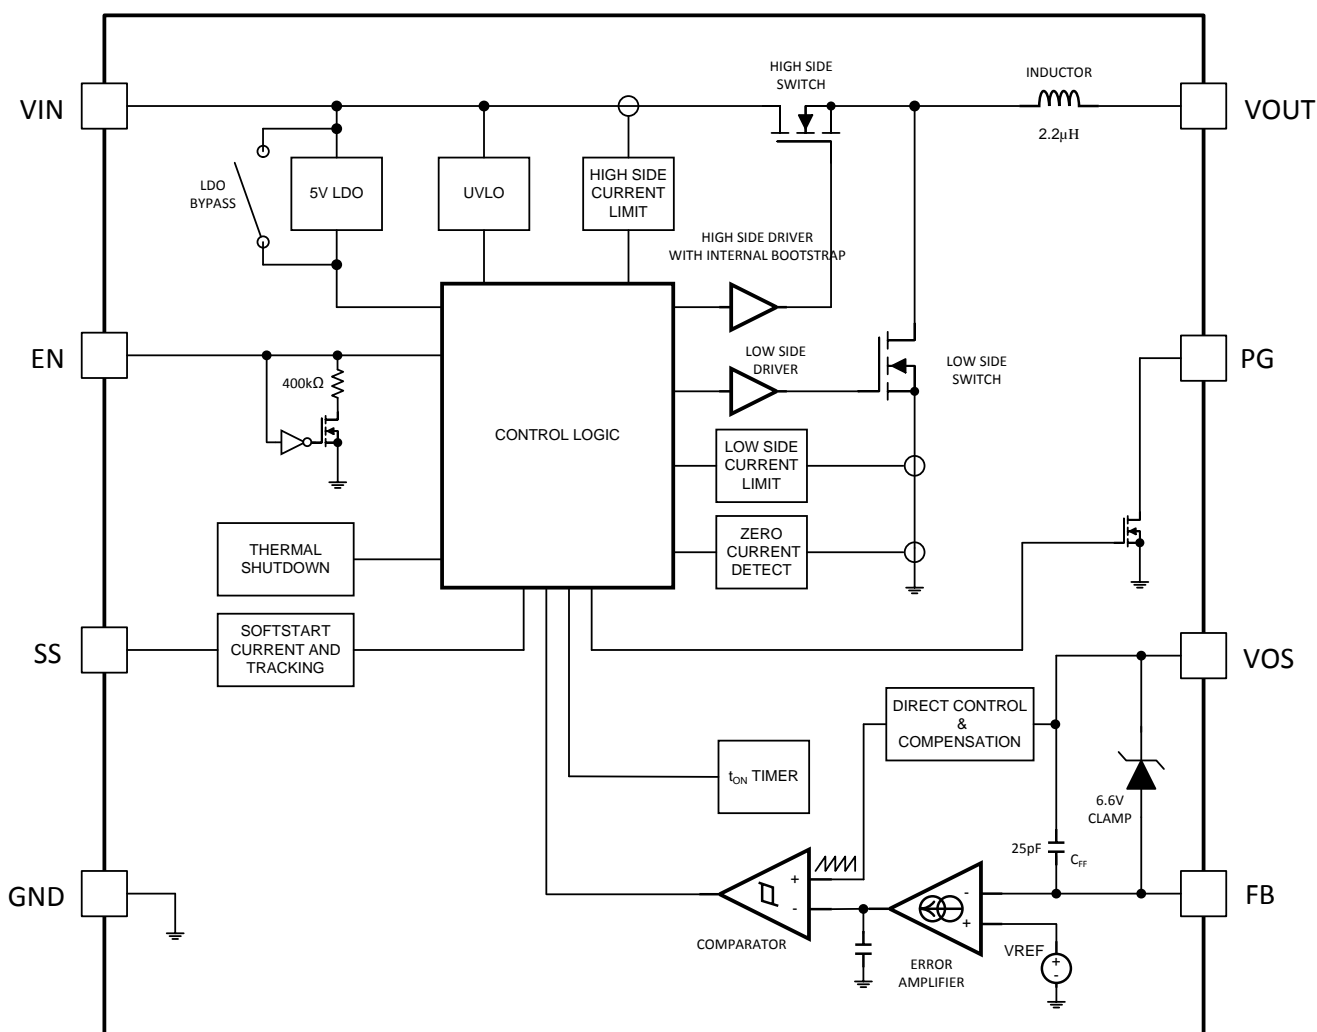 HIGH SIDE
SWITCH
INDUCTOR
VIN
VOUT
2.2μH
LDO
BYPASS
5V LDO
UVLO
HIGH SIDE
CURRENT
LIMIT
HIGH SIDE DRIVER
WITH INTERNAL BOOTSTRAP
EN
400kΩ
LOW SIDE
DRIVER
LOW SIDE
SWITCH
PG
CONTROL LOGIC
LOW SIDE
CURRENT
LIMIT
THERMAL
SHUTDOWN
ZERO
CURRENT
DETECT
SS
SOFTSTART
CURRENT AND
TRACKING
VOS
DIRECT CONTROL
&
COMPENSATION
tON TIMER
6.6V
CLAMP
25pF
CFF
GND
+
-
-
+
FB
COMPARATOR
ERROR
AMPLIFIER
VREF
+
-